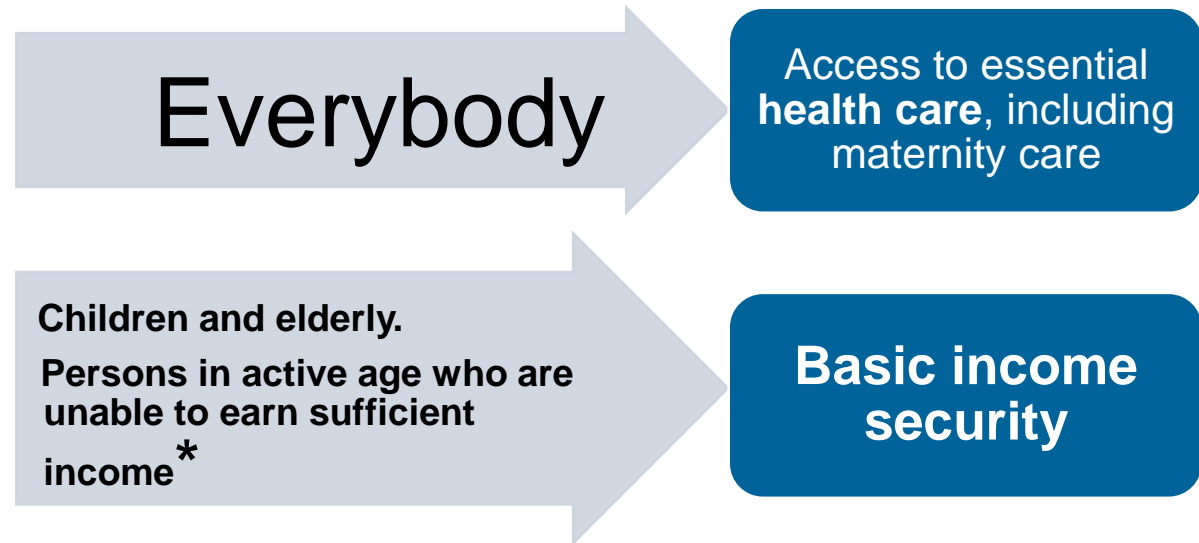 Everybody
Access to essential
health care, including
maternity care
Children and elderly.
Persons in active age who are
unable to earn sufficient
income*
Basic income
security